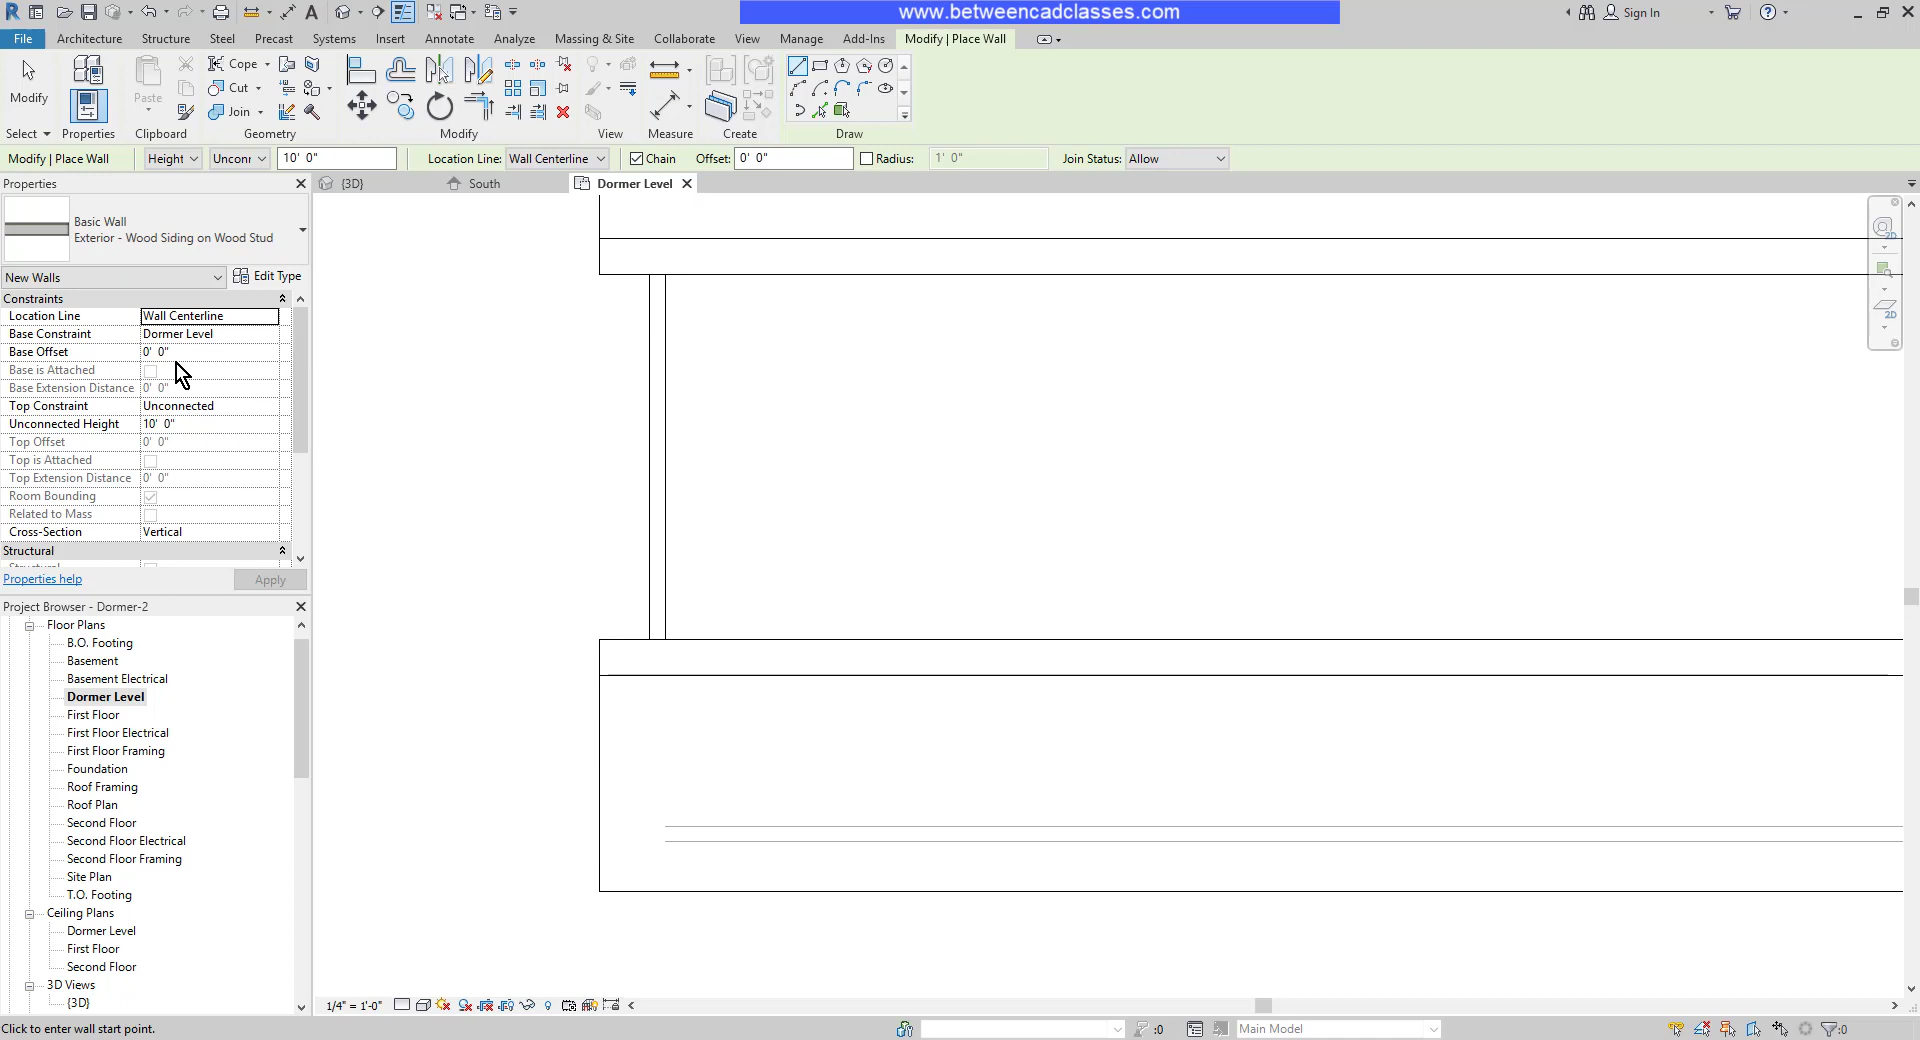 www.betweencadclasses.com
Sign In
File Architecture Structure Steel Precast Systems Insert Annotate Analyze Massing & Site Collaborate View Manage Add-Ins Modify | Place Wall
Modify
Paste
Cope
Cut
Join
Select Properties Clipboard Geometry Modify View Measure Create Draw
Modify | Place Wall Height Unconr 10' 0" Location Line: Wall Centerline Chain Offset: 0' 0" Radius: 1' 0" Join Status: Allow
Properties
{3D} South Dormer Level
Basic Wall
Exterior - Wood Siding on Wood Stud
New Walls Edit Type
Constraints
Location Line Wall Centerline
Base Constraint Dormer Level
Base Offset 0' 0"
Base is Attached
Base Extension Distance 0' 0"
Top Constraint Unconnected
Unconnected Height 10' 0"
Top Offset 0' 0"
Top is Attached
Top Extension Distance 0' 0"
Room Bounding
Related to Mass
Cross-Section Vertical
Structural
Properties help Apply
Project Browser - Dormer-2
Floor Plans
B.O. Footing
Basement
Basement Electrical
Dormer Level
First Floor
First Floor Electrical
First Floor Framing
Foundation
Roof Framing
Roof Plan
Second Floor
Second Floor Electrical
Second Floor Framing
Site Plan
T.O. Footing
Ceiling Plans
Dormer Level
First Floor
Second Floor
3D Views
{3D}
2D
2D
1/4" = 1'-0"
Click to enter wall start point. :0 Main Model :0